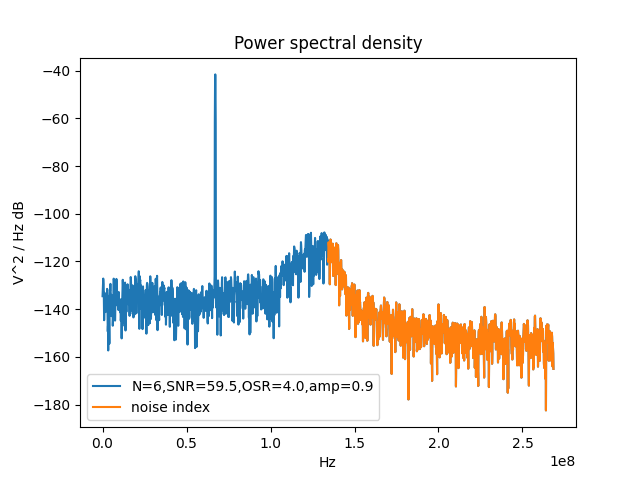 Power spectral density
V^2 / Hz dB
−40
−60
−80
−100
−120
−140
−160
−180
N=6,SNR=59.5,OSR=4.0,amp=0.9
noise index
0.0 0.5 1.0 1.5 2.0 2.5
Hz
1e8